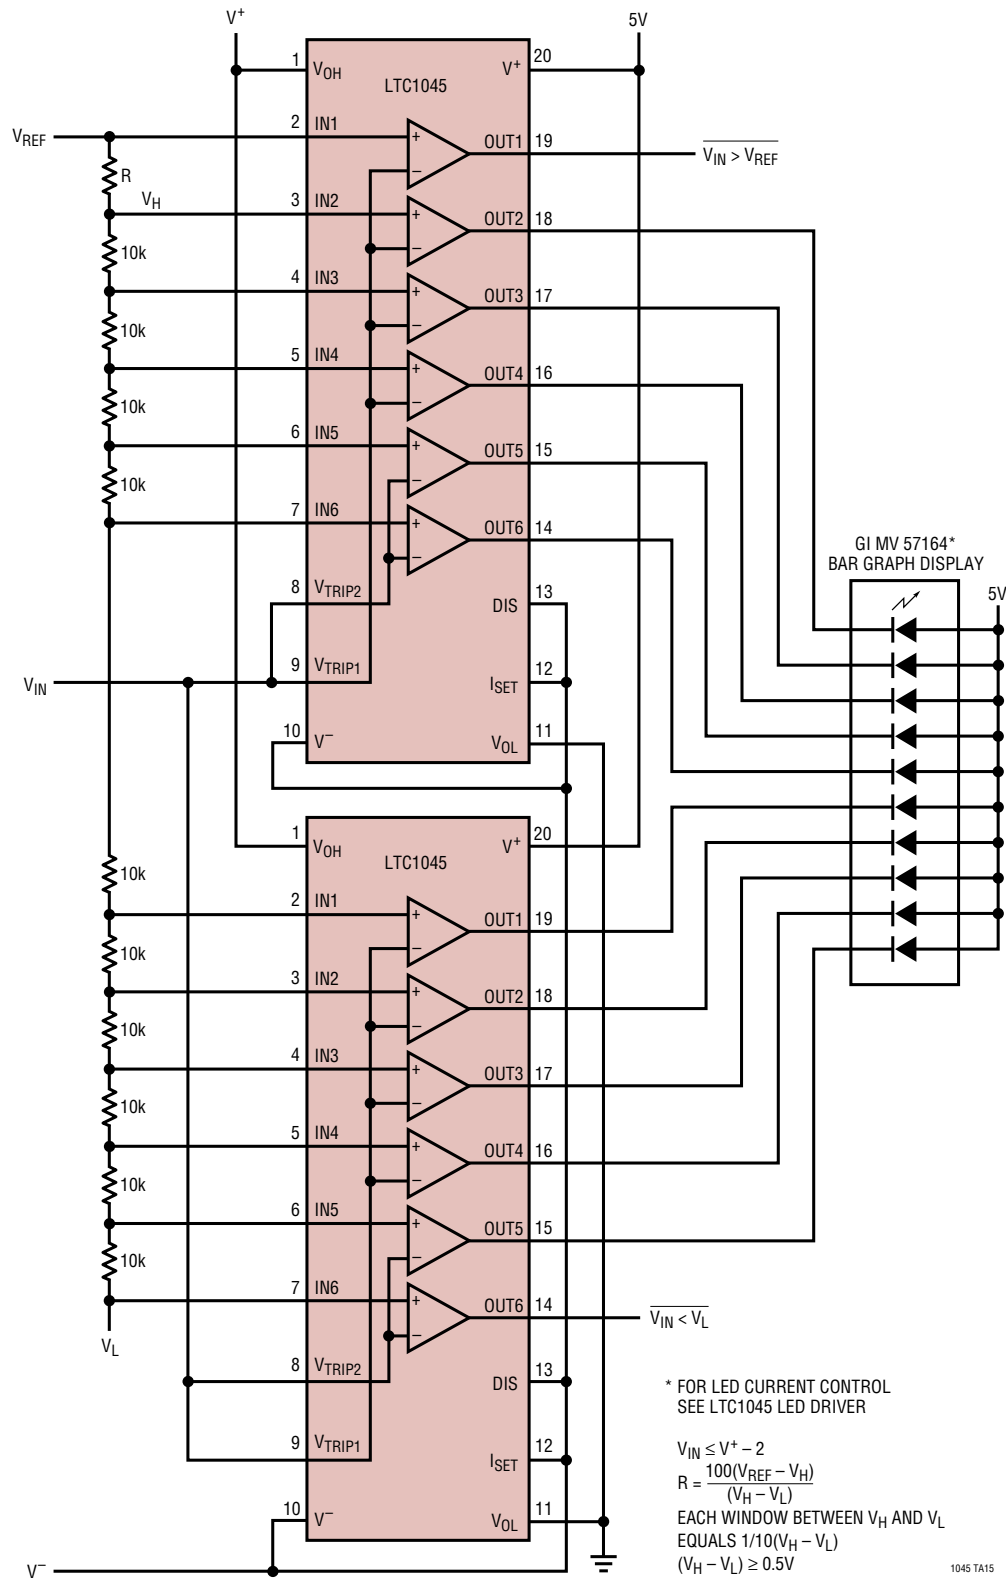 V+
5V
1
VOH
V+
20
LTC1045
VREF
2
IN1
+
−
OUT1
19
VIN > VREF
R
VH
3
IN2
+
−
OUT2
18
10k
4
IN3
+
−
OUT3
17
10k
5
IN4
+
−
OUT4
16
10k
6
IN5
+
−
OUT5
15
10k
7
IN6
+
−
OUT6
14
GI MV 57164*
BAR GRAPH DISPLAY
5V
8
VTRIP2
DIS
13
VIN
9
VTRIP1
ISET
12
10
V−
VOL
11
1
VOH
V+
20
LTC1045
10k
2
IN1
+
−
OUT1
19
10k
3
IN2
+
−
OUT2
18
10k
4
IN3
+
−
OUT3
17
10k
5
IN4
+
−
OUT4
16
10k
6
IN5
+
−
OUT5
15
10k
7
IN6
+
−
OUT6
14
VIN < VL
VL
8
VTRIP2
DIS
13
9
VTRIP1
ISET
12
10
V−
VOL
11
V−
* FOR LED CURRENT CONTROL
SEE LTC1045 LED DRIVER
VIN ≤ V+ – 2
R = 100(VREF – VH)
(VH – VL)
EACH WINDOW BETWEEN VH AND VL
EQUALS 1/10(VH – VL)
(VH – VL) ≥ 0.5V
1045 TA15